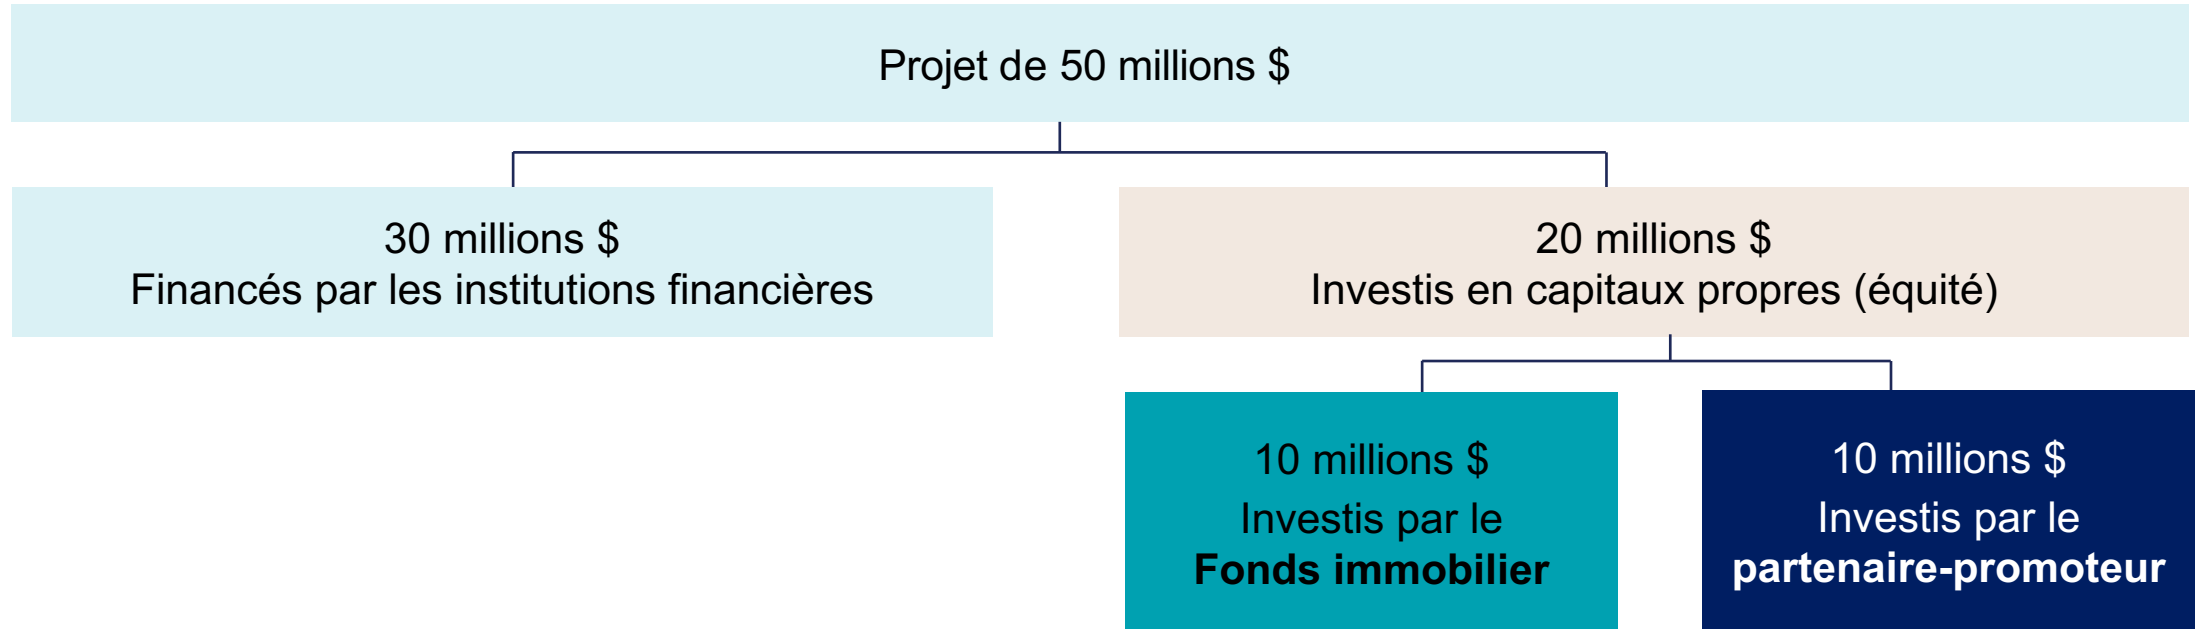 Projet de 50 millions $
30 millions $
Financés par les institutions financières
20 millions $
Investis en capitaux propres (équité)
10 millions $
Investis par le
Fonds immobilier
10 millions $
Investis par le
partenaire-promoteur